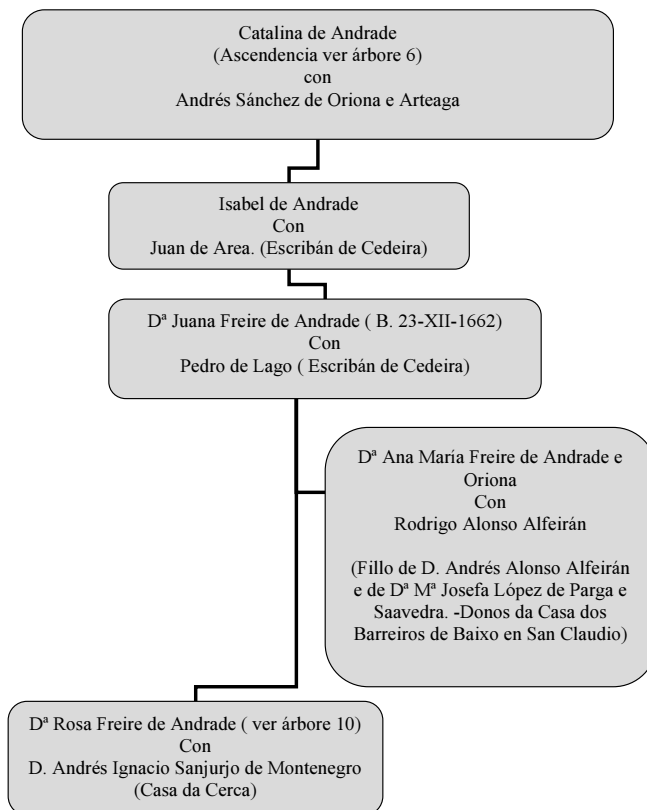 Catalina de Andrade
(Ascendencia ver árbore 6)
con
Andrés Sánchez de Oriona e Arteaga
Isabel de Andrade
Con
Juan de Area. (Escribán de Cedeira)
Dª Juana Freire de Andrade ( B. 23-XII-1662)
Con
Pedro de Lago ( Escribán de Cedeira)
Dª Ana María Freire de Andrade e
Oriona
Con
Rodrigo Alonso Alfeirán
(Fillo de D. Andrés Alonso Alfeirán
e de Dª Mª Josefa López de Parga e
Saavedra. -Donos da Casa dos
Barreiros de Baixo en San Claudio)
Dª Rosa Freire de Andrade ( ver árbore 10)
Con
D. Andrés Ignacio Sanjurjo de Montenegro
(Casa da Cerca)